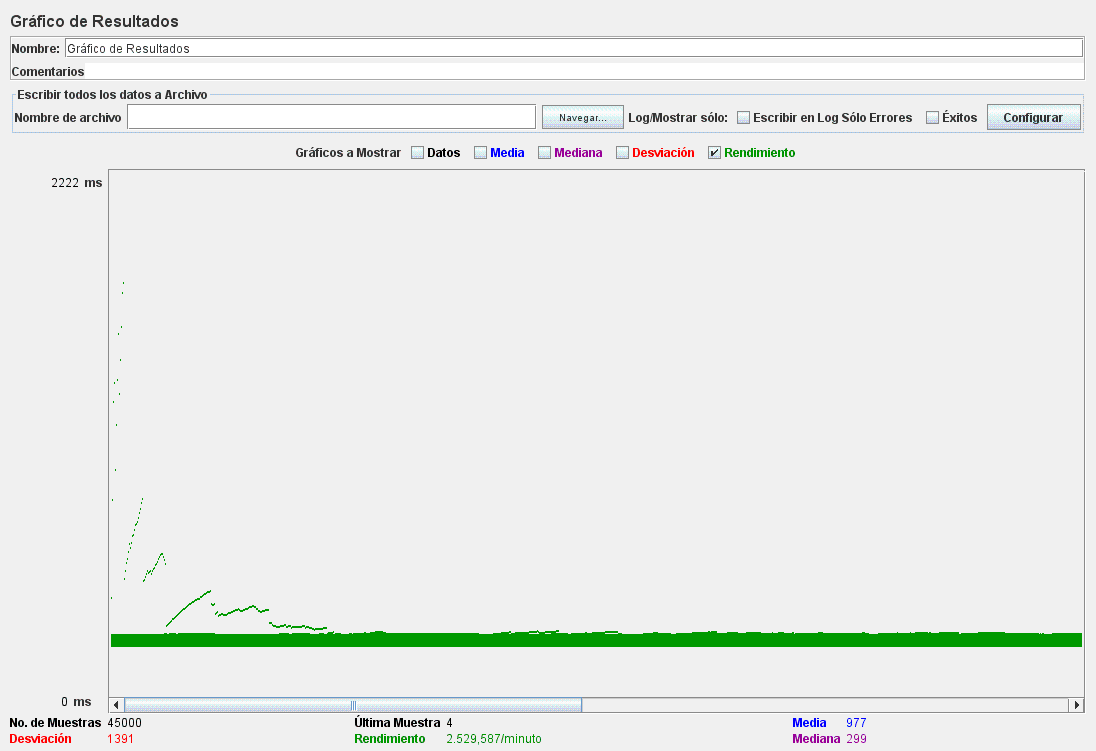 Gráfico de Resultados
Nombre: Gráfico de Resultados
Comentarios
Escribir todos los datos a Archivo
Nombre de archivo Navegar... Log/Mostrar sólo: Escribir en Log Sólo Errores Éxitos Configurar
Gráficos a Mostrar Datos Media Mediana Desviación Rendimiento
2222 ms
0 ms
No. de Muestras 45000 Última Muestra 4 Media 977
Desviación 1391 Rendimiento 2.529,587/minuto Mediana 299